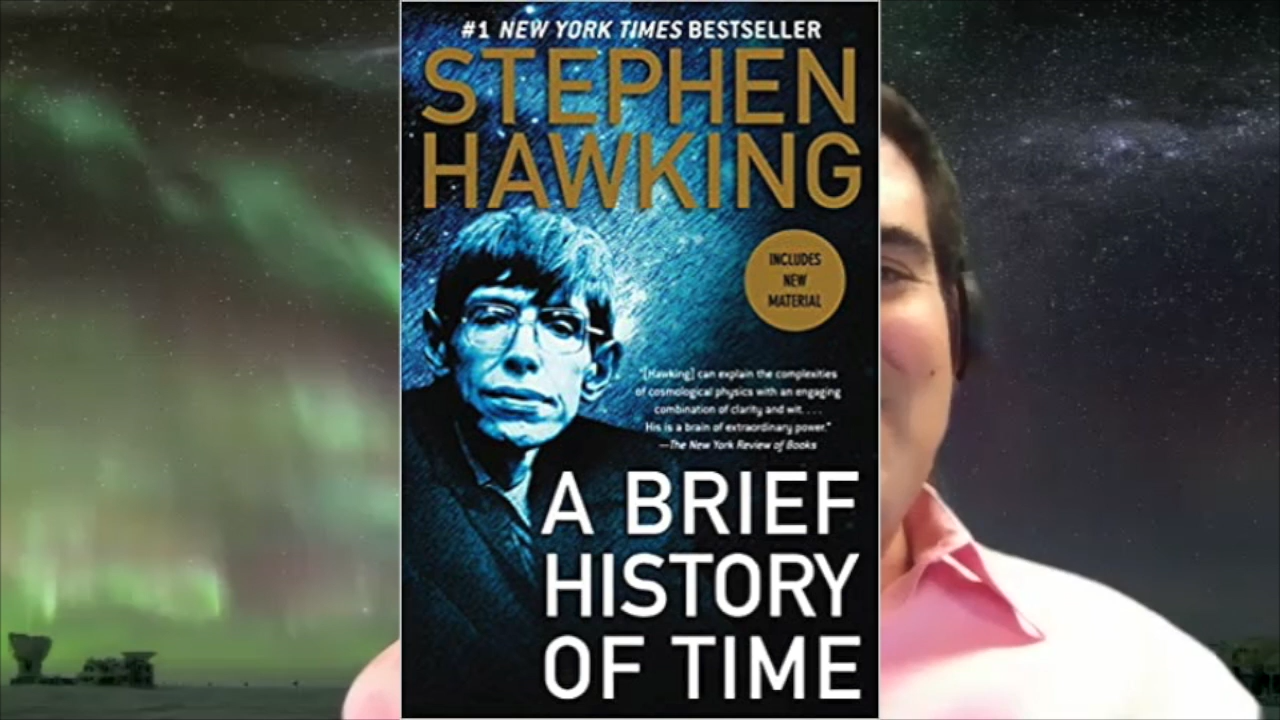 #1 NEW YORK TIMES BESTSELLER
STEPHEN
HAWKING
INCLUDES
NEW
MATERIAL
"[Hawking] can explain the complexities
of cosmological physics with an engaging
combination of clarity and wit. . . .
His is a brain of extraordinary power."
—The New York Review of Books
A BRIEF
HISTORY
OF TIME